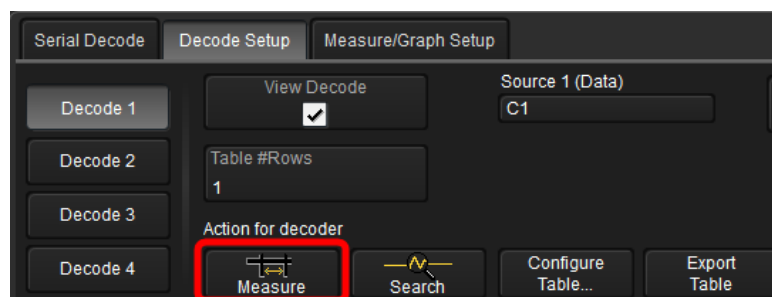 Serial Decode
Decode Setup
Measure/Graph Setup
Decode 1
Decode 2
Decode 3
Decode 4
View Decode
Source 1 (Data)
C1
Table #Rows
1
Action for decoder
Measure
Search
Configure
Table...
Export
Table